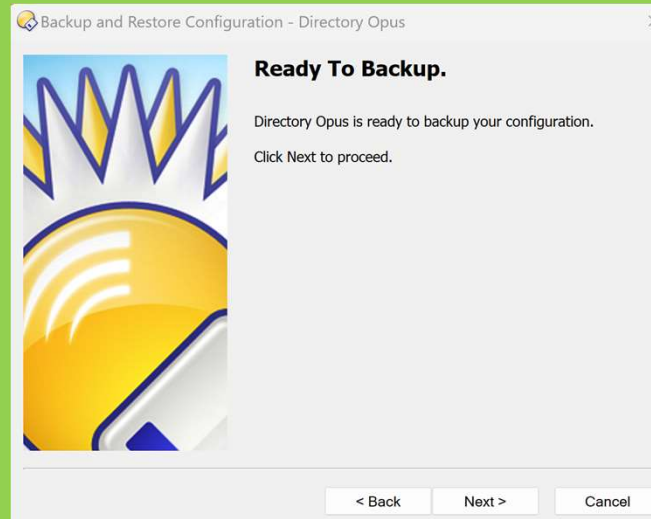 Backup and Restore Configuration - Directory Opus
Ready To Backup.
Directory Opus is ready to backup your configuration.
Click Next to proceed.
< Back
Next >
Cancel